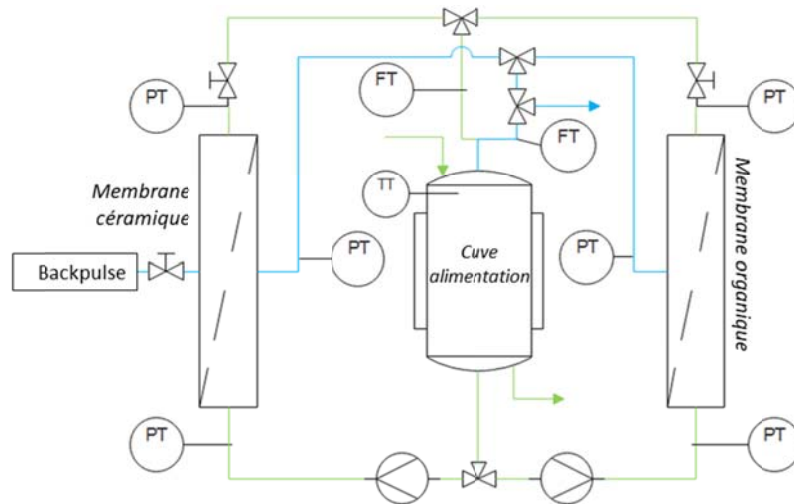 FT
PT
PT
FT
Membrane
céramique
TT
PT
Cuve
alimentation
PT
Backpulse
Membrane organique
PT
PT